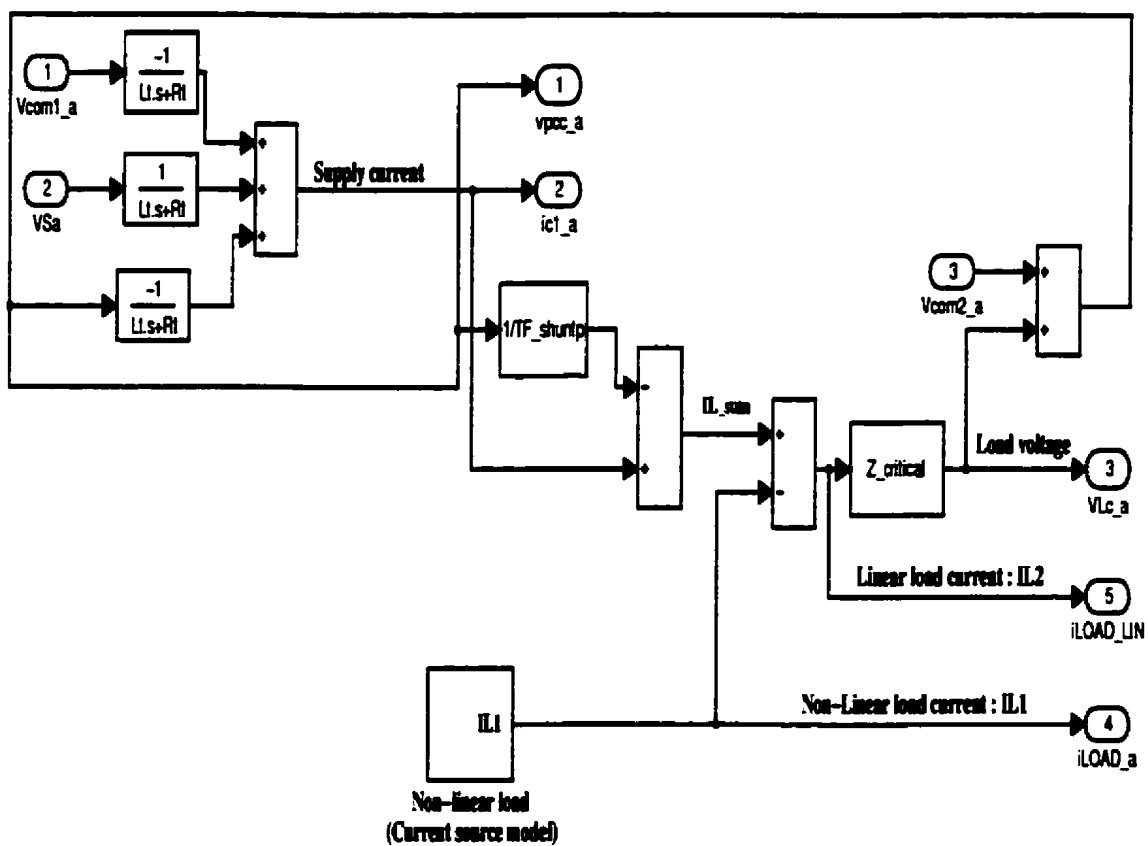 1
Vcom1_a
-1
Lt.s+Rt
2
VSa
1
Lt.s+Rt
-1
Lt.s+Rt
+
+
+
Supply current
1
vpcc_a
2
ic1_a
3
Vcom2_a
+
+
1/TF_shuntp
-
+
IL_sum
+
-
Z_critical
Load voltage
3
VLc_a
Linear load current : IL2
5
iLOAD_LIN
IL1
Non-Linear load current : IL1
4
iLOAD_a
Non-linear load
(Current source model)